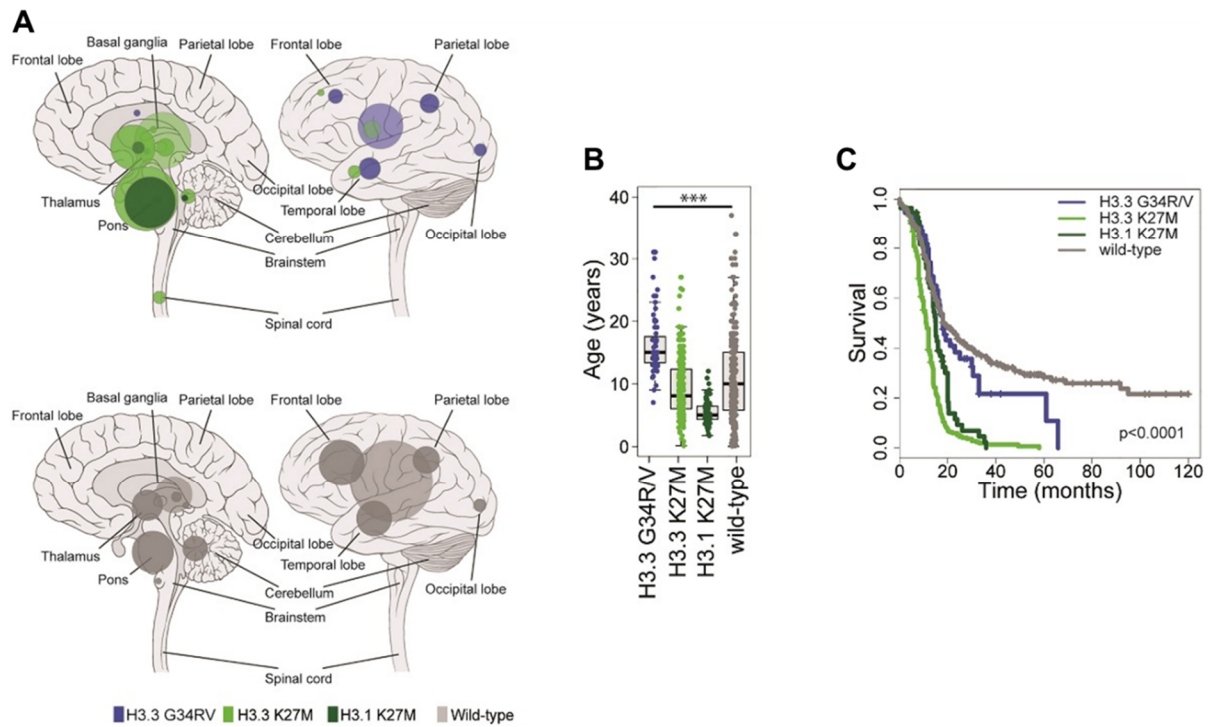 A
Basal ganglia Parietal lobe
Frontal lobe
Frontal lobe Parietal lobe
Thalamus
Pons
Occipital lobe
Temporal lobe
Cerebellum
Brainstem
Occipital lobe
Spinal cord
Basal ganglia Parietal lobe
Frontal lobe
Frontal lobe Parietal lobe
Thalamus
Pons
Occipital lobe
Temporal lobe
Cerebellum
Brainstem
Occipital lobe
Spinal cord
H3.3 G34RV H3.3 K27M H3.1 K27M Wild-type
B
***
Age (years)
40
30
20
10
0
H3.3 G34R/V
H3.3 K27M
H3.1 K27M
wild-type
C
H3.3 G34R/V
H3.3 K27M
H3.1 K27M
wild-type
Survival
1.0
0.8
0.6
0.4
0.2
0.0
p<0.0001
0 20 40 60 80 100 120
Time (months)